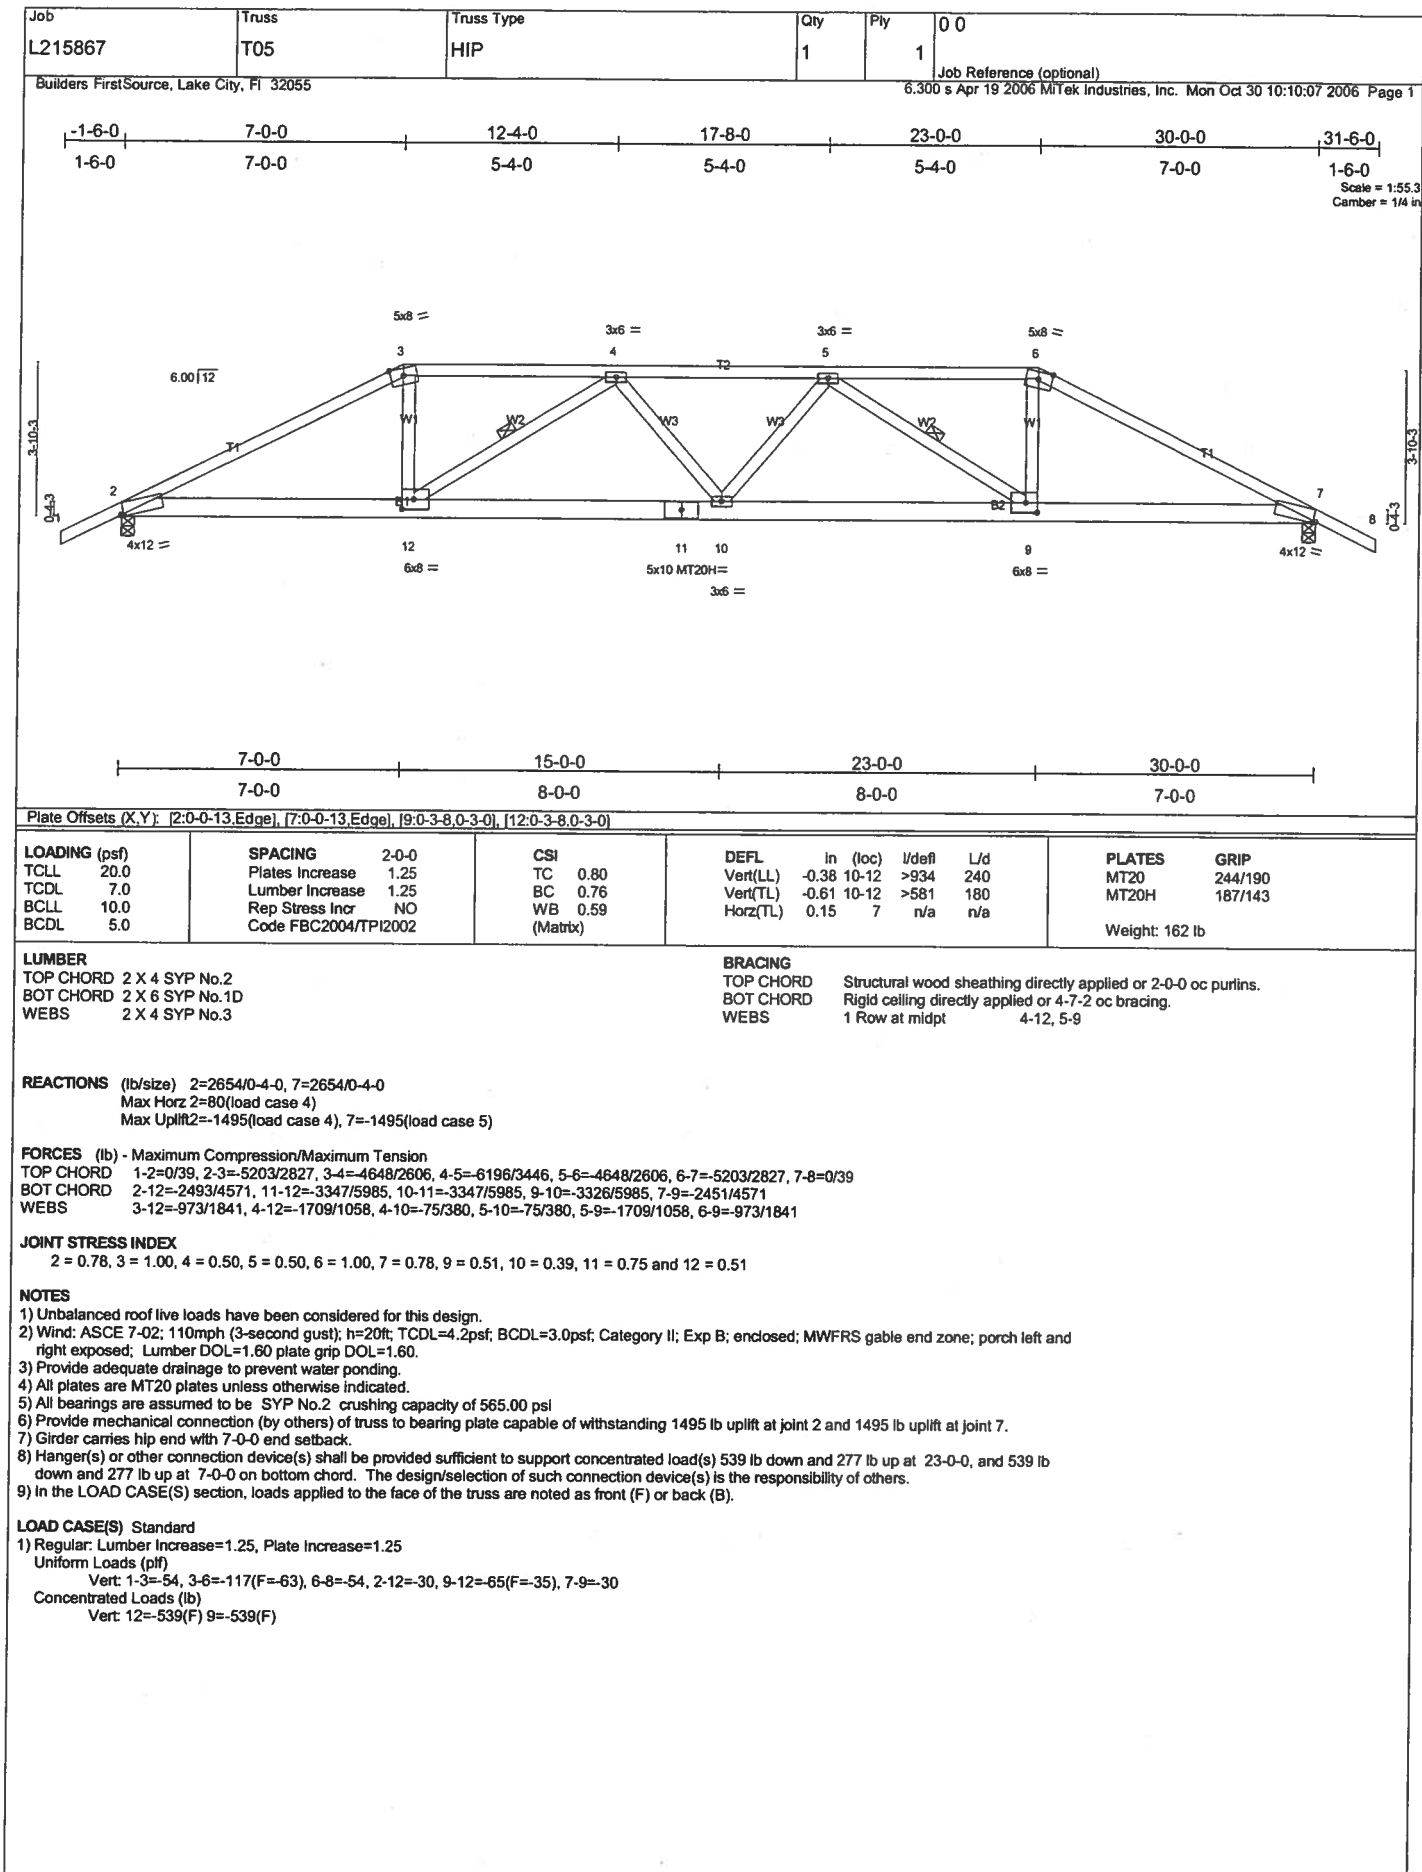 Job Truss Truss Type Qty Ply 0 0
L215867 T05 HIP 1 1
Job Reference (optional)
Builders FirstSource, Lake City, Fl 32055 6.300 s Apr 19 2006 MiTek Industries, Inc. Mon Oct 30 10:10:07 2006 Page 1
-1-6-0 7-0-0 12-4-0 17-8-0 23-0-0 30-0-0 31-6-0
1-6-0 7-0-0 5-4-0 5-4-0 5-4-0 7-0-0 1-6-0
Scale = 1:55.3
Camber = 1/4 in
5x8 = 3x6 = 3x6 = 5x8 =
3 4 5 6
T2
6.00 12
W1 W2 W3 W3 W2 W1
3-10-3 T1 T1 3-10-3
2 7
0-4-3 1 B2 8 0-4-3
4x12 = 12 11 10 9 4x12 =
6x8 = 5x10 MT20H= 6x8 =
3x6 =
7-0-0 15-0-0 23-0-0 30-0-0
7-0-0 8-0-0 8-0-0 7-0-0
Plate Offsets (X,Y): [2:0-0-13,Edge], [7:0-0-13,Edge], [9:0-3-8,0-3-0], [12:0-3-8,0-3-0]
LOADING (psf) SPACING 2-0-0 CSI DEFL in (loc) l/defl L/d PLATES GRIP
TCLL 20.0 Plates Increase 1.25 TC 0.80 Vert(LL) -0.38 10-12 >934 240 MT20 244/190
TCDL 7.0 Lumber Increase 1.25 BC 0.76 Vert(TL) -0.61 10-12 >581 180 MT20H 187/143
BCLL 10.0 Rep Stress Incr NO WB 0.59 Horz(TL) 0.15 7 n/a n/a
BCDL 5.0 Code FBC2004/TPI2002 (Matrix) Weight: 162 lb
LUMBER
TOP CHORD 2 X 4 SYP No.2
BOT CHORD 2 X 6 SYP No.1D
WEBS 2 X 4 SYP No.3
BRACING
TOP CHORD Structural wood sheathing directly applied or 2-0-0 oc purlins.
BOT CHORD Rigid ceiling directly applied or 4-7-2 oc bracing.
WEBS 1 Row at midpt 4-12, 5-9
REACTIONS (lb/size) 2=2654/0-4-0, 7=2654/0-4-0
Max Horz 2=80(load case 4)
Max Uplift2=-1495(load case 4), 7=-1495(load case 5)
FORCES (lb) - Maximum Compression/Maximum Tension
TOP CHORD 1-2=0/39, 2-3=-5203/2827, 3-4=-4648/2606, 4-5=-6196/3446, 5-6=-4648/2606, 6-7=-5203/2827, 7-8=0/39
BOT CHORD 2-12=-2493/4571, 11-12=-3347/5985, 10-11=-3347/5985, 9-10=-3326/5985, 7-9=-2451/4571
WEBS 3-12=-973/1841, 4-12=-1709/1058, 4-10=-75/380, 5-10=-75/380, 5-9=-1709/1058, 6-9=-973/1841
JOINT STRESS INDEX
2 = 0.78, 3 = 1.00, 4 = 0.50, 5 = 0.50, 6 = 1.00, 7 = 0.78, 9 = 0.51, 10 = 0.39, 11 = 0.75 and 12 = 0.51
NOTES
1) Unbalanced roof live loads have been considered for this design.
2) Wind: ASCE 7-02; 110mph (3-second gust); h=20ft; TCDL=4.2psf; BCDL=3.0psf; Category II; Exp B; enclosed; MWFRS gable end zone; porch left and
right exposed; Lumber DOL=1.60 plate grip DOL=1.60.
3) Provide adequate drainage to prevent water ponding.
4) All plates are MT20 plates unless otherwise indicated.
5) All bearings are assumed to be SYP No.2 crushing capacity of 565.00 psi
6) Provide mechanical connection (by others) of truss to bearing plate capable of withstanding 1495 lb uplift at joint 2 and 1495 lb uplift at joint 7.
7) Girder carries hip end with 7-0-0 end setback.
8) Hanger(s) or other connection device(s) shall be provided sufficient to support concentrated load(s) 539 lb down and 277 lb up at 23-0-0, and 539 lb
down and 277 lb up at 7-0-0 on bottom chord. The design/selection of such connection device(s) is the responsibility of others.
9) In the LOAD CASE(S) section, loads applied to the face of the truss are noted as front (F) or back (B).
LOAD CASE(S) Standard
1) Regular: Lumber Increase=1.25, Plate Increase=1.25
Uniform Loads (plf)
Vert: 1-3=-54, 3-6=-117(F=-63), 6-8=-54, 2-12=-30, 9-12=-65(F=-35), 7-9=-30
Concentrated Loads (lb)
Vert: 12=-539(F) 9=-539(F)